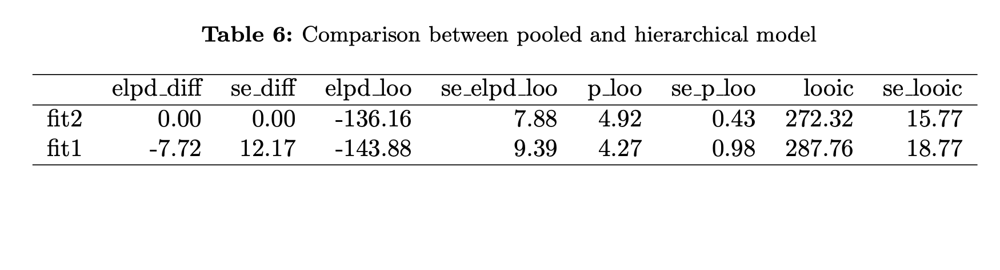 Table 6: Comparison between pooled and hierarchical model
elpd_diff se_diff elpd_loo se_elpd_loo p_loo se_p_loo looic se_looic
fit2 0.00 0.00 -136.16 7.88 4.92 0.43 272.32 15.77
fit1 -7.72 12.17 -143.88 9.39 4.27 0.98 287.76 18.77